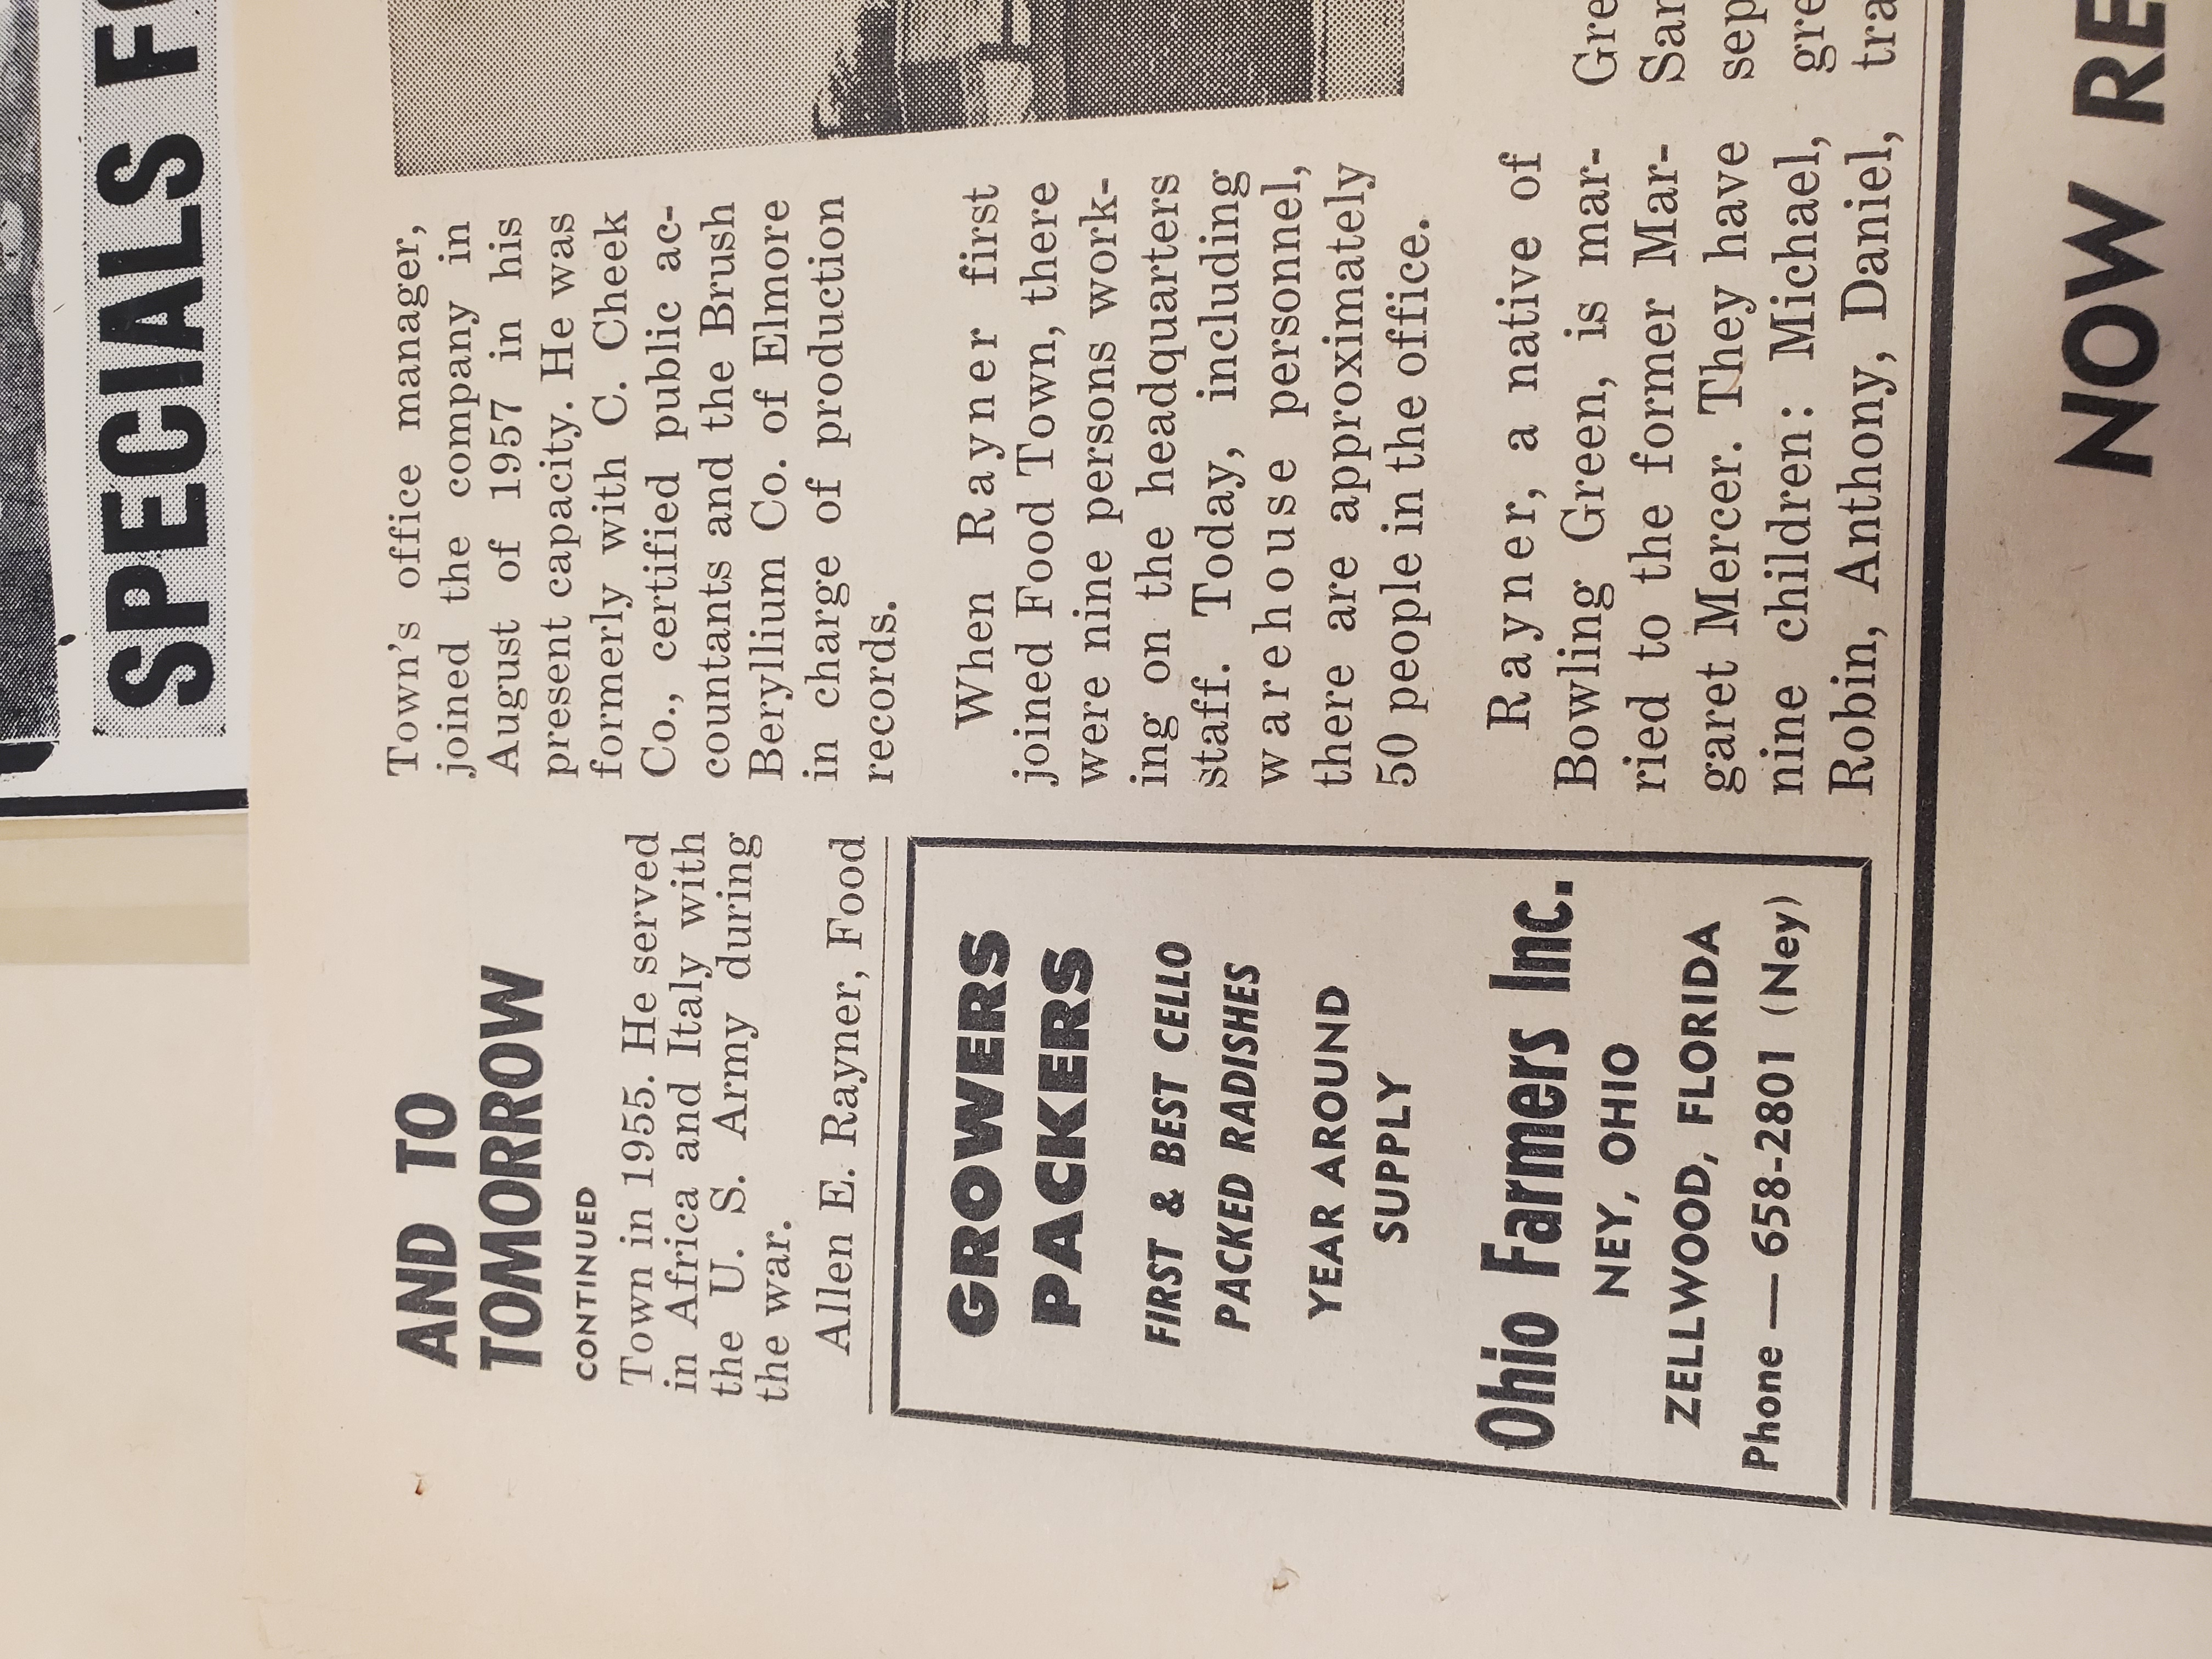 SPECIALS
AND TO
TOMORROW
CONTINUED
Town in 1955. He served
in Africa and Italy with
the U. S. Army during
the war.
Allen E. Rayner, Food
GROWERS
PACKERS
FIRST & BEST CELLO
PACKED RADISHES
YEAR AROUND
SUPPLY
Ohio Farmers Inc.
NEY, OHIO
ZELLWOOD, FLORIDA
Phone — 658-2801 (Ney)
Town's office manager,
joined the company in
August of 1957 in his
present capacity. He was
formerly with C. Cheek
Co., certified public ac-
countants and the Brush
Beryllium Co. of Elmore
in charge of production
records.
When Rayner first
joined Food Town, there
were nine persons work-
ing on the headquarters
staff. Today, including
warehouse personnel,
there are approximately
50 people in the office.
Rayner, a native of
Bowling Green, is mar-
ried to the former Mar-
garet Mercer. They have
nine children: Michael,
Robin, Anthony, Daniel,
Gre
Sar
sep
gre
tra
NOW RE